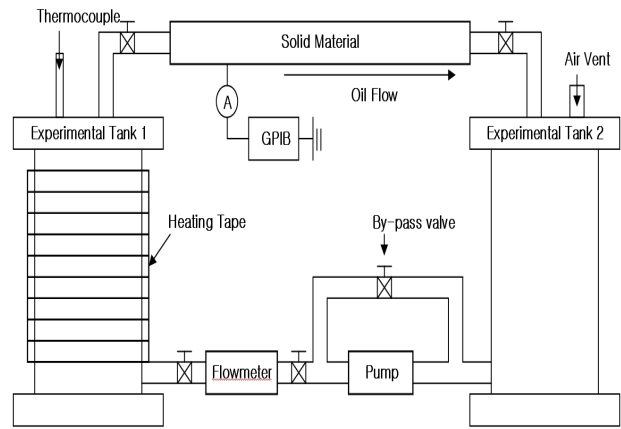 Thermocouple
Solid Material
Air Vent
Oil Flow
A
Experimental Tank 1
GPIB
Experimental Tank 2
Heating Tape
By-pass valve
Flowmeter
Pump